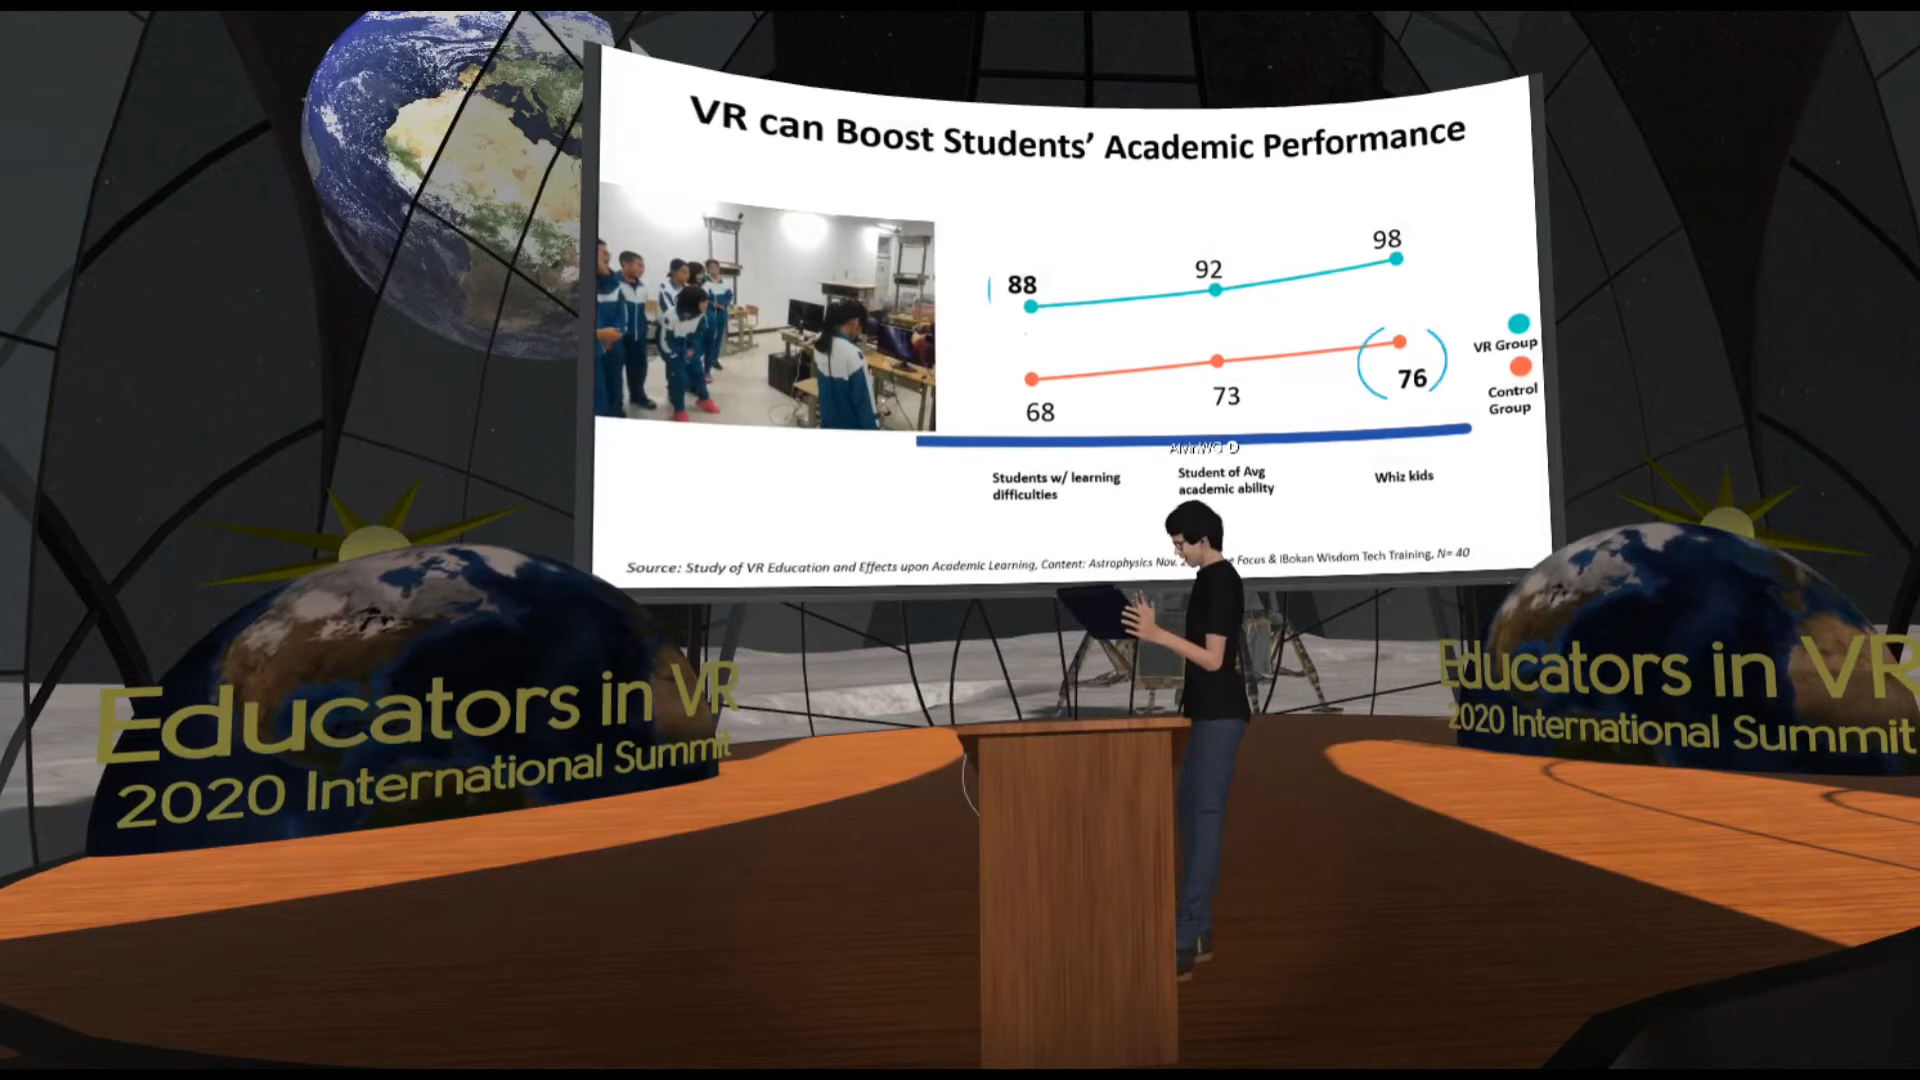 VR can Boost Students' Academic Performance
98
92
88
76
73
68
VR Group
Control
Group
Students w/ learning
difficulties
Student of Avg
academic ability
Whiz kids
Source: Study of VR Education and Effects upon Academic Learning, Content: Astrophysics Nov. Focus & iBokan Wisdom Tech Training, N= 40
Educators in VR
2020 International Summit
Educators in VR
2020 International Summit